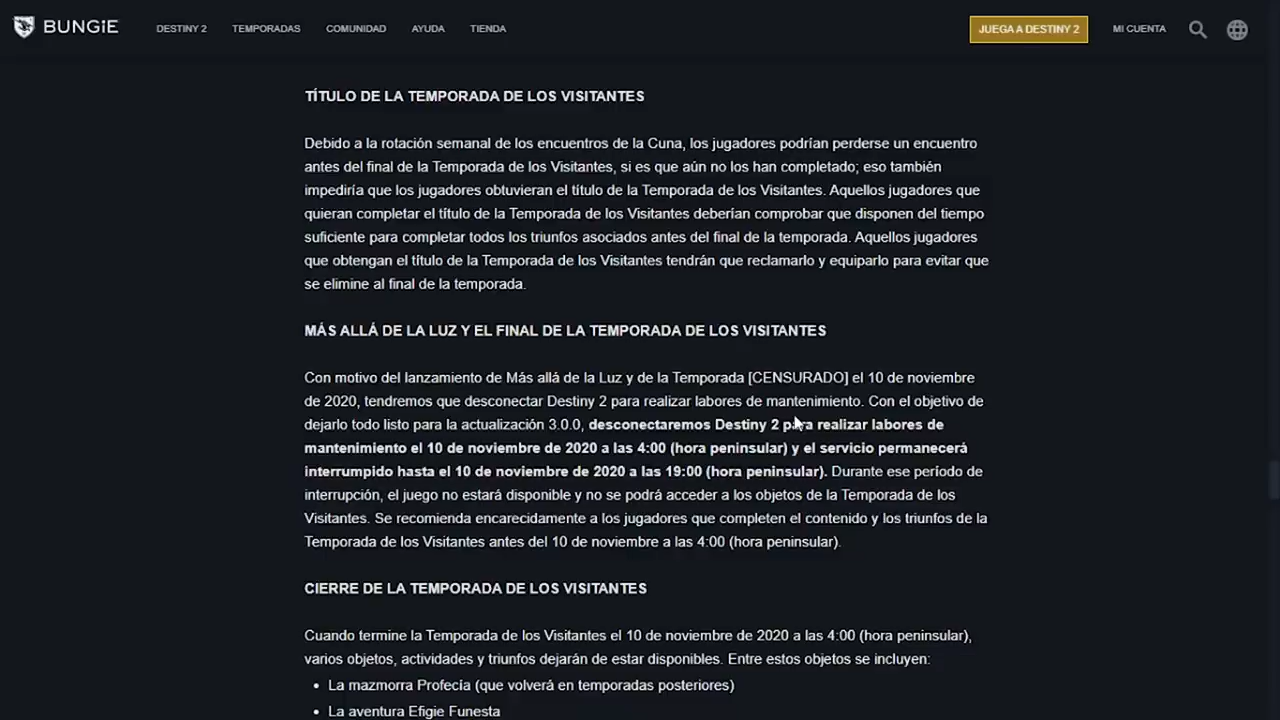 BUNGiE
DESTINY 2 TEMPORADAS COMUNIDAD AYUDA TIENDA JUEGA A DESTINY 2 MI CUENTA
TÍTULO DE LA TEMPORADA DE LOS VISITANTES
Debido a la rotación semanal de los encuentros de la Cuna, los jugadores podrían perderse un encuentro
antes del final de la Temporada de los Visitantes, si es que aún no los han completado; eso también
impediría que los jugadores obtuvieran el título de la Temporada de los Visitantes. Aquellos jugadores que
quieran completar el título de la Temporada de los Visitantes deberían comprobar que disponen del tiempo
suficiente para completar todos los triunfos asociados antes del final de la temporada. Aquellos jugadores
que obtengan el título de la Temporada de los Visitantes tendrán que reclamarlo y equiparlo para evitar que
se elimine al final de la temporada.
MÁS ALLÁ DE LA LUZ Y EL FINAL DE LA TEMPORADA DE LOS VISITANTES
Con motivo del lanzamiento de Más allá de la Luz y de la Temporada [CENSURADO] el 10 de noviembre
de 2020, tendremos que desconectar Destiny 2 para realizar labores de mantenimiento. Con el objetivo de
dejarlo todo listo para la actualización 3.0.0, desconectaremos Destiny 2 para realizar labores de
mantenimiento el 10 de noviembre de 2020 a las 4:00 (hora peninsular) y el servicio permanecerá
interrumpido hasta el 10 de noviembre de 2020 a las 19:00 (hora peninsular). Durante ese período de
interrupción, el juego no estará disponible y no se podrá acceder a los objetos de la Temporada de los
Visitantes. Se recomienda encarecidamente a los jugadores que completen el contenido y los triunfos de la
Temporada de los Visitantes antes del 10 de noviembre a las 4:00 (hora peninsular).
CIERRE DE LA TEMPORADA DE LOS VISITANTES
Cuando termine la Temporada de los Visitantes el 10 de noviembre de 2020 a las 4:00 (hora peninsular),
varios objetos, actividades y triunfos dejarán de estar disponibles. Entre estos objetos se incluyen:
• La mazmorra Profecía (que volverá en temporadas posteriores)
• La aventura Efigie Funesta